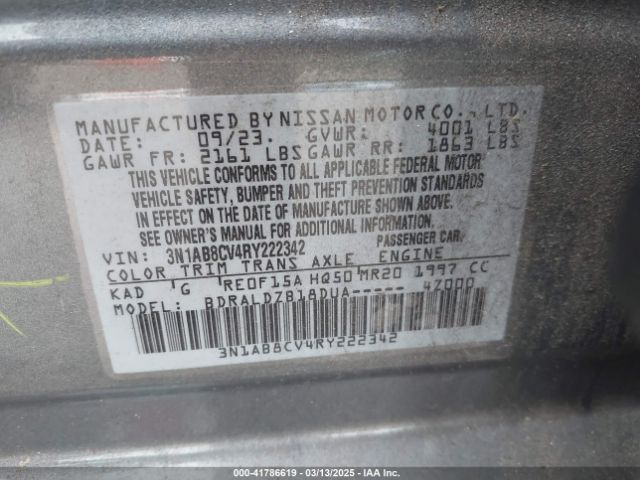 MANUFACTURED BY NISSAN MOTOR CO., LTD.
DATE: 09/23. GVWR: 4001 LBS
GAWR FR: 2161 LBS GAWR RR: 1863 LBS
THIS VEHICLE CONFORMS TO ALL APPLICABLE FEDERAL MOTOR
VEHICLE SAFETY, BUMPER AND THEFT PREVENTION STANDARDS
IN EFFECT ON THE DATE OF MANUFACTURE SHOWN ABOVE.
SEE OWNER'S MANUAL FOR ADDITIONAL INFORMATION.
VIN: 3N1AB8CV4RY222342 PASSENGER CAR.
COLOR TRIM TRANS AXLE ENGINE
KAD G RE0F15A HQ50 MR20 1997 CC
MODEL: BDRALDZB18DUA----- 4Z000
3N1AB8CV4RY222342
000-41786619 • 03/13/2025 • IAA Inc.